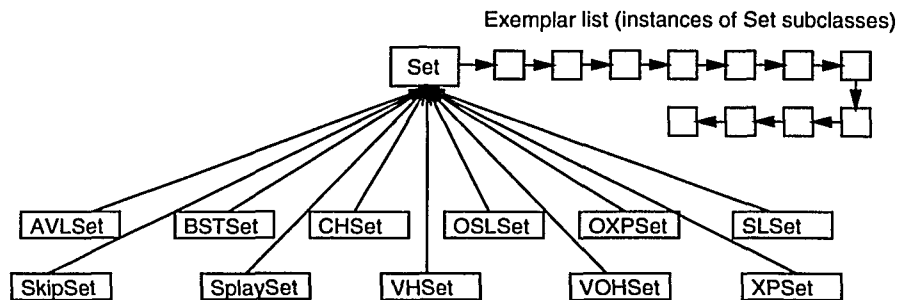 Exemplar list (instances of Set subclasses)
Set
AVLSet
BSTSet
CHSet
OSLSet
OXPSet
SLSet
SkipSet
SplaySet
VHSet
VOHSet
XPSet